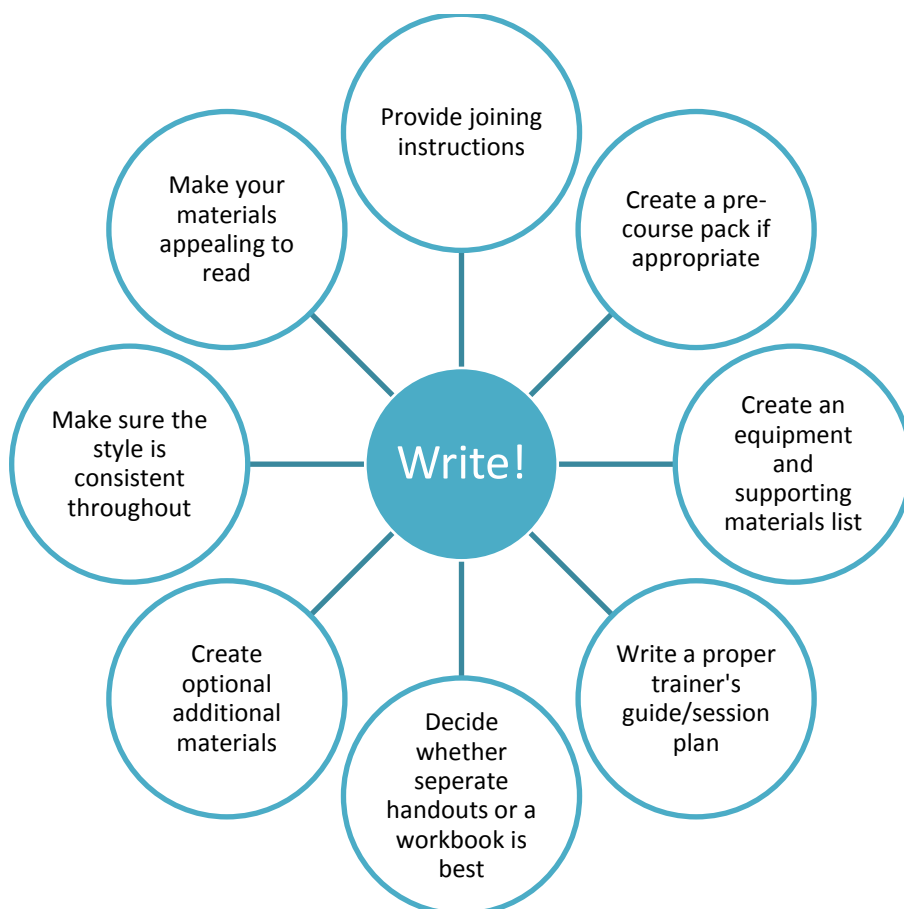 Provide joining
instructions
Create a pre-
course pack if
appropriate
Create an
equipment
and
supporting
materials list
Write a proper
trainer's
guide/session
plan
Decide
whether
seperate
handouts or a
workbook is
best
Create
optional
additional
materials
Make sure the
style is
consistent
throughout
Make your
materials
appealing to
read
Write!